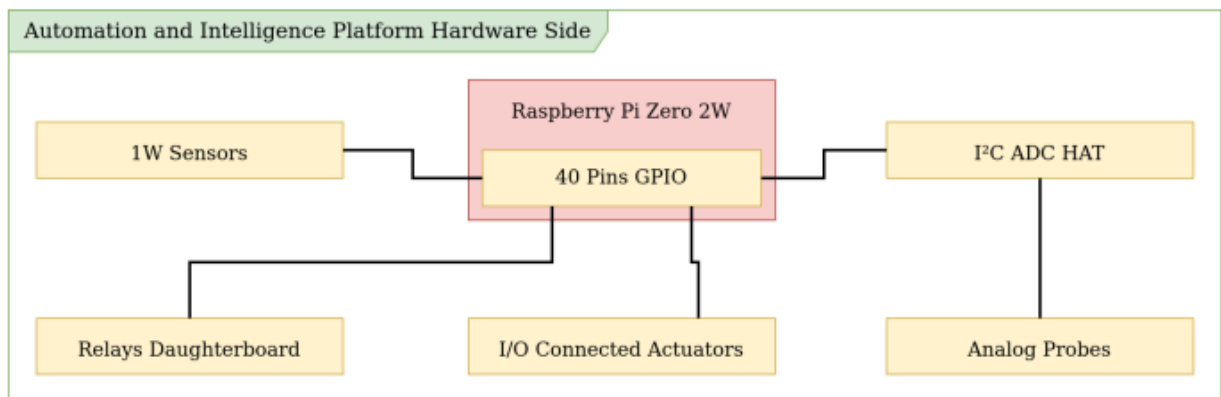 Automation and Intelligence Platform Hardware Side
Raspberry Pi Zero 2W
1W Sensors
40 Pins GPIO
I²C ADC HAT
Relays Daughterboard
I/O Connected Actuators
Analog Probes